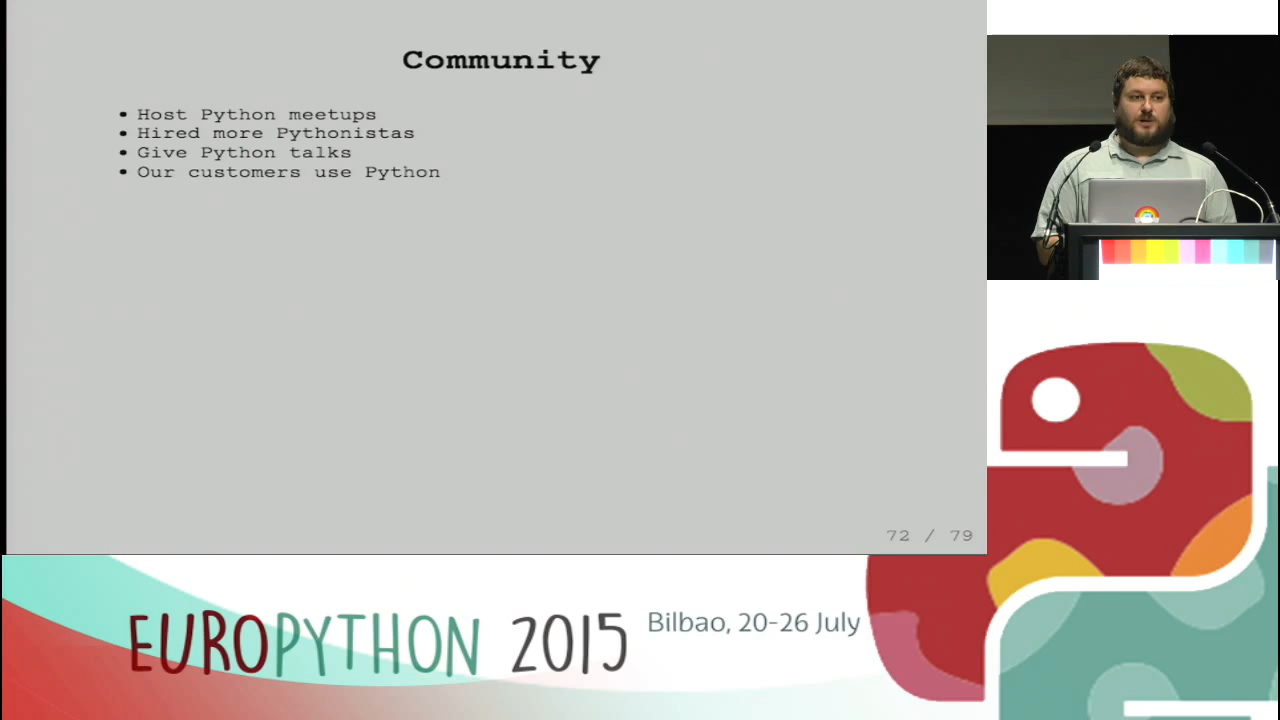 Community
• Host Python meetups
• Hired more Pythonistas
• Give Python talks
• Our customers use Python
72 / 79
EUROPYTHON 2015
Bilbao, 20-26 July